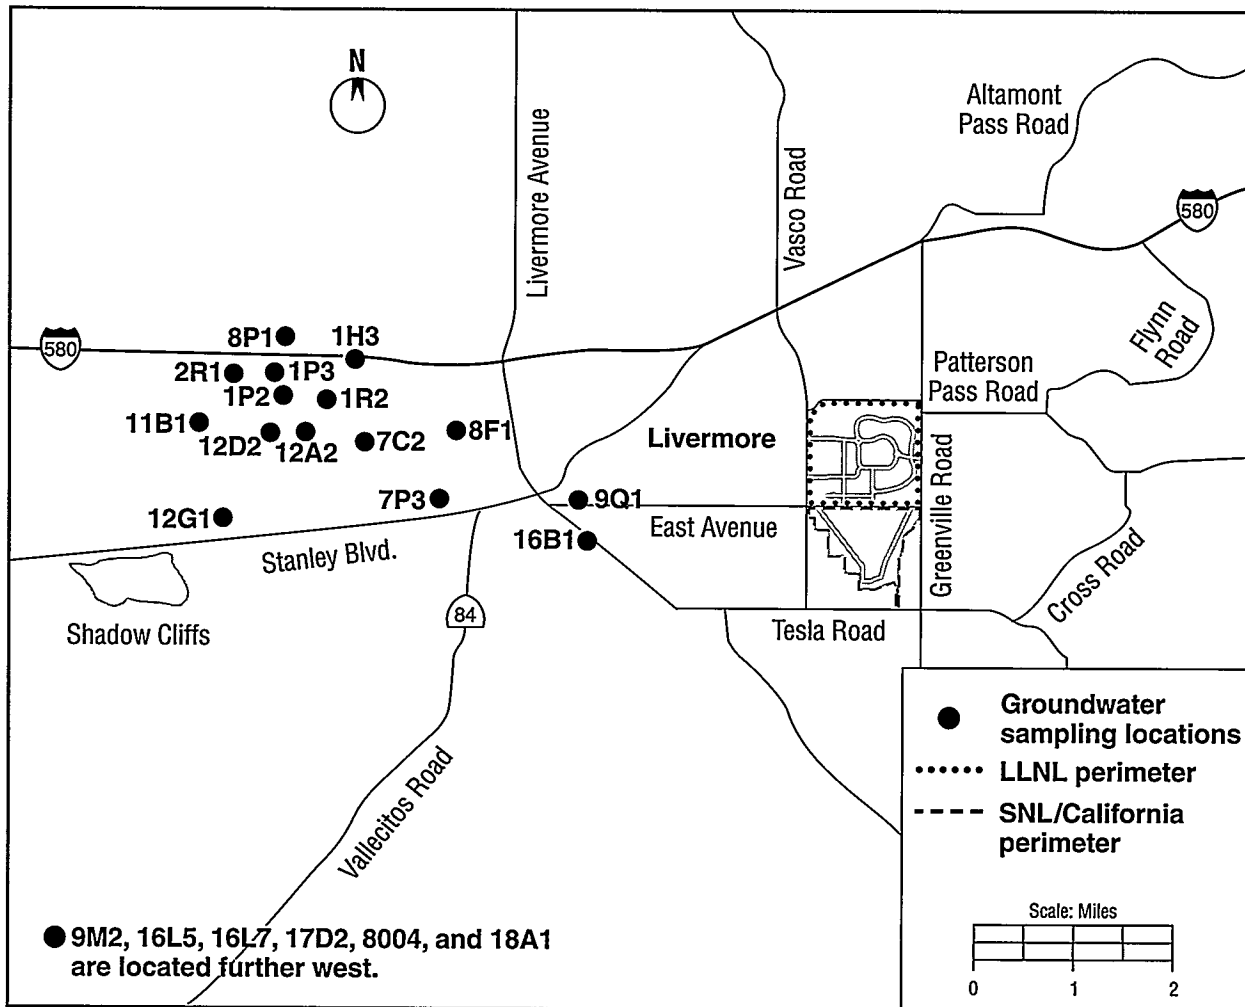 N
Livermore Avenue
Vasco Road
Altamont
Pass Road
580
580
Flynn
Road
8P1
1H3
2R1
1P3
1P2
1R2
Patterson
Pass Road
11B1
12D2
12A2
7C2
8F1
Livermore
7P3
9Q1
12G1
16B1
East Avenue
Greenville Road
Stanley Blvd.
Cross Road
84
Shadow Cliffs
Tesla Road
Vallecitos Road
Groundwater
sampling locations
LLNL perimeter
SNL/California
perimeter
Scale: Miles
0 1 2
9M2, 16L5, 16L7, 17D2, 8004, and 18A1
are located further west.